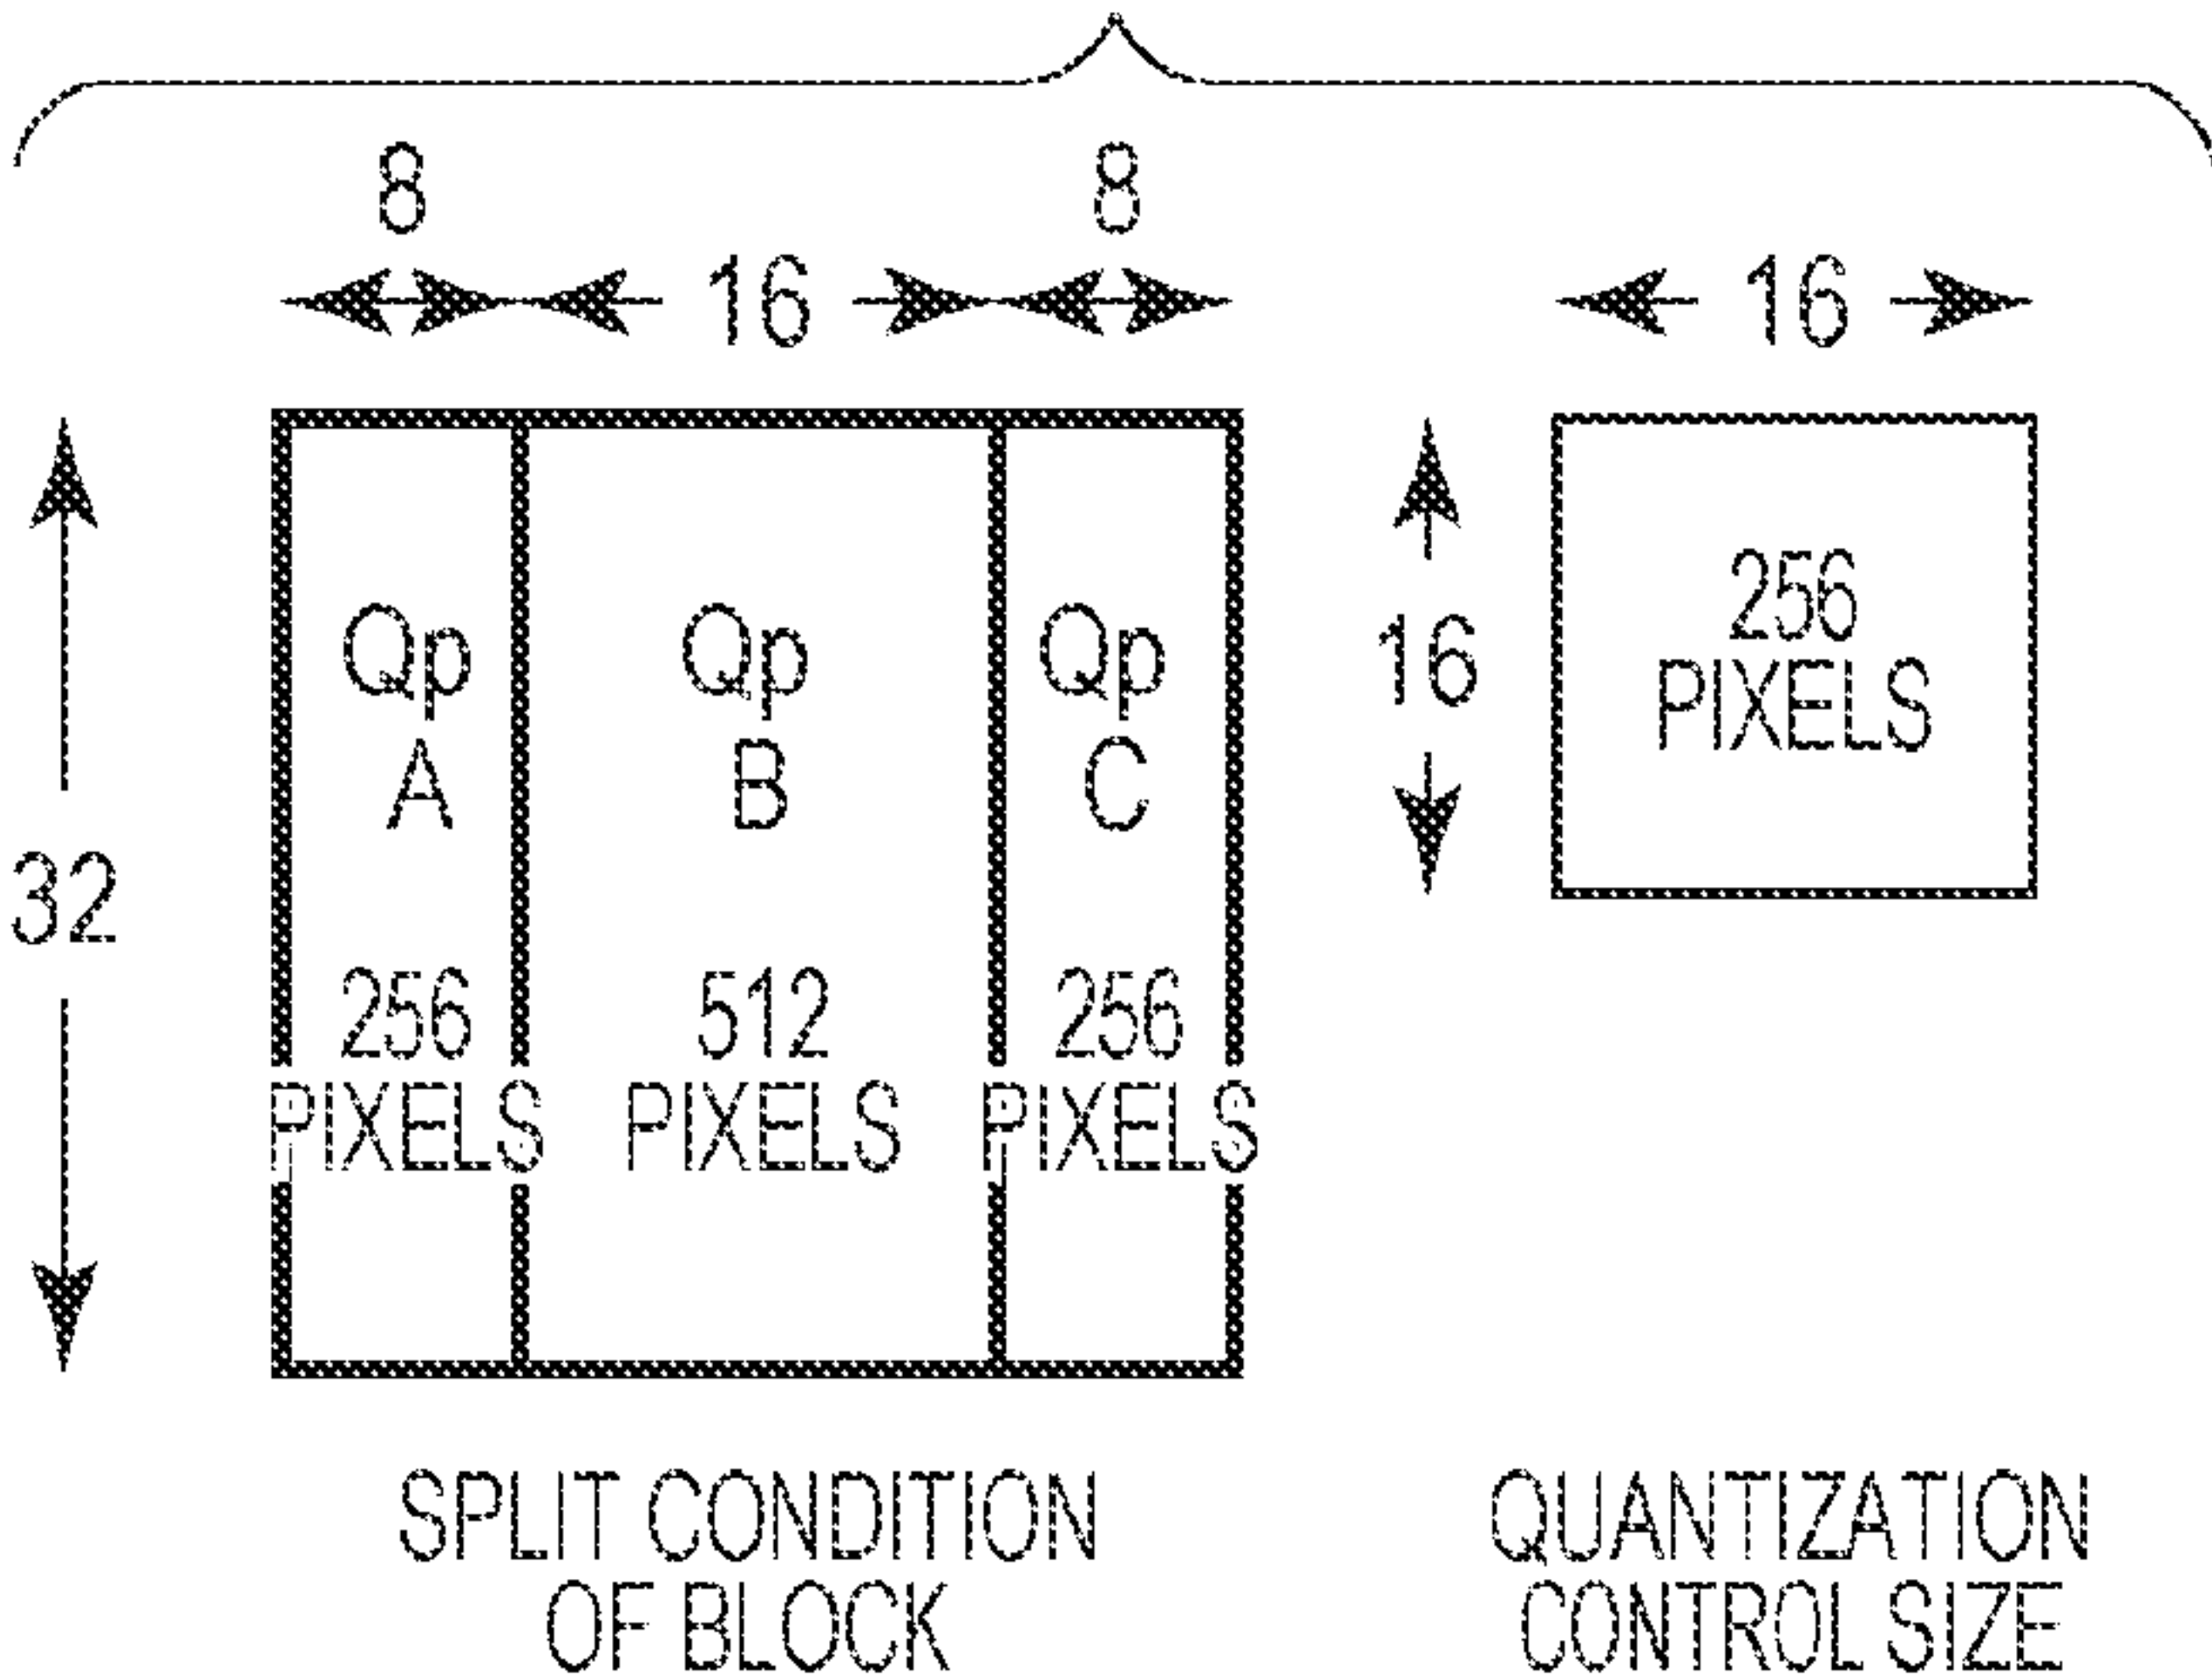 8 8
16 16
Qp Qp Qp
A B C
32
256 512 256
PIXELS PIXELS PIXELS
16
256
PIXELS
SPLIT CONDITION
OF BLOCK
QUANTIZATION
CONTROL SIZE